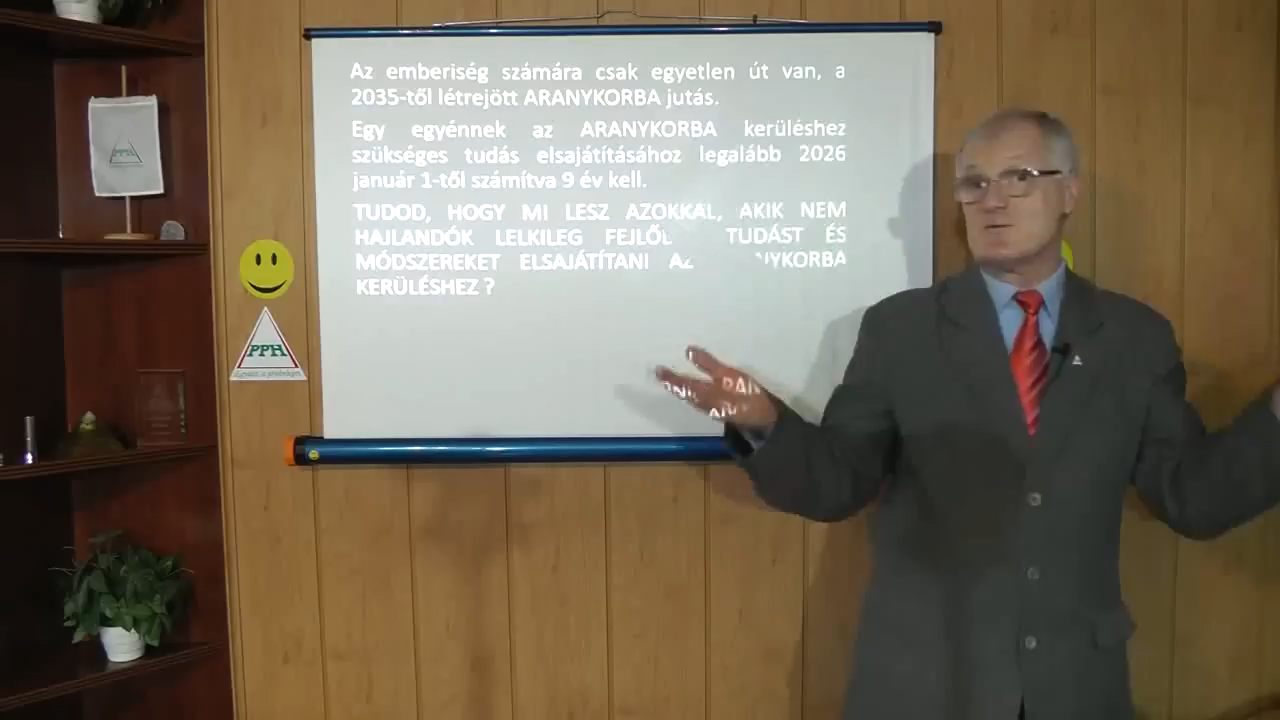 Az emberiség számára csak egyetlen út van, a
2035-től létrejött ARANYKORBA jutás.
Egy egyénnek az ARANYKORBA kerüléshez
szükséges tudás elsajátításához legalább 2026
január 1-től számítva 9 év kell.
TUDOD, HOGY MI LESZ AZOKKAL, AKIK NEM
HAJLANDÓK LELKILEG TUDÁST ÉS
MÓDSZEREKET ELSAJÁTÍTANI
KERÜLÉSHEZ ?
PPH